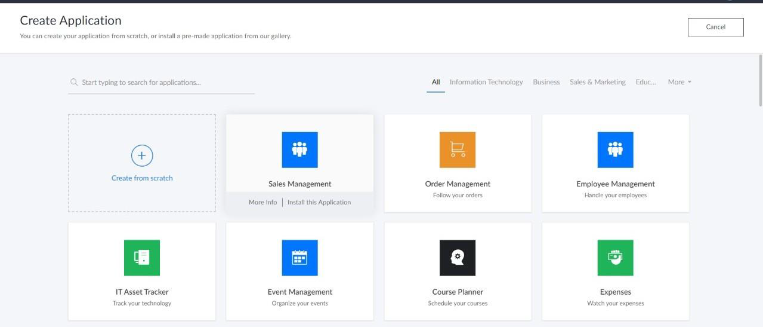 Create Application
You can create your application from scratch, or install a pre-made application from our gallery.
Cancel
Start typing to search for applications...
All Information Technology Business Sales & Marketing Educ... More
Create from scratch
Sales Management
More Info | Install this Application
Order Management
Follow your orders
Employee Management
Handle your employees
IT Asset Tracker
Track your technology
Event Management
Organize your events
Course Planner
Schedule your courses
Expenses
Watch your expenses